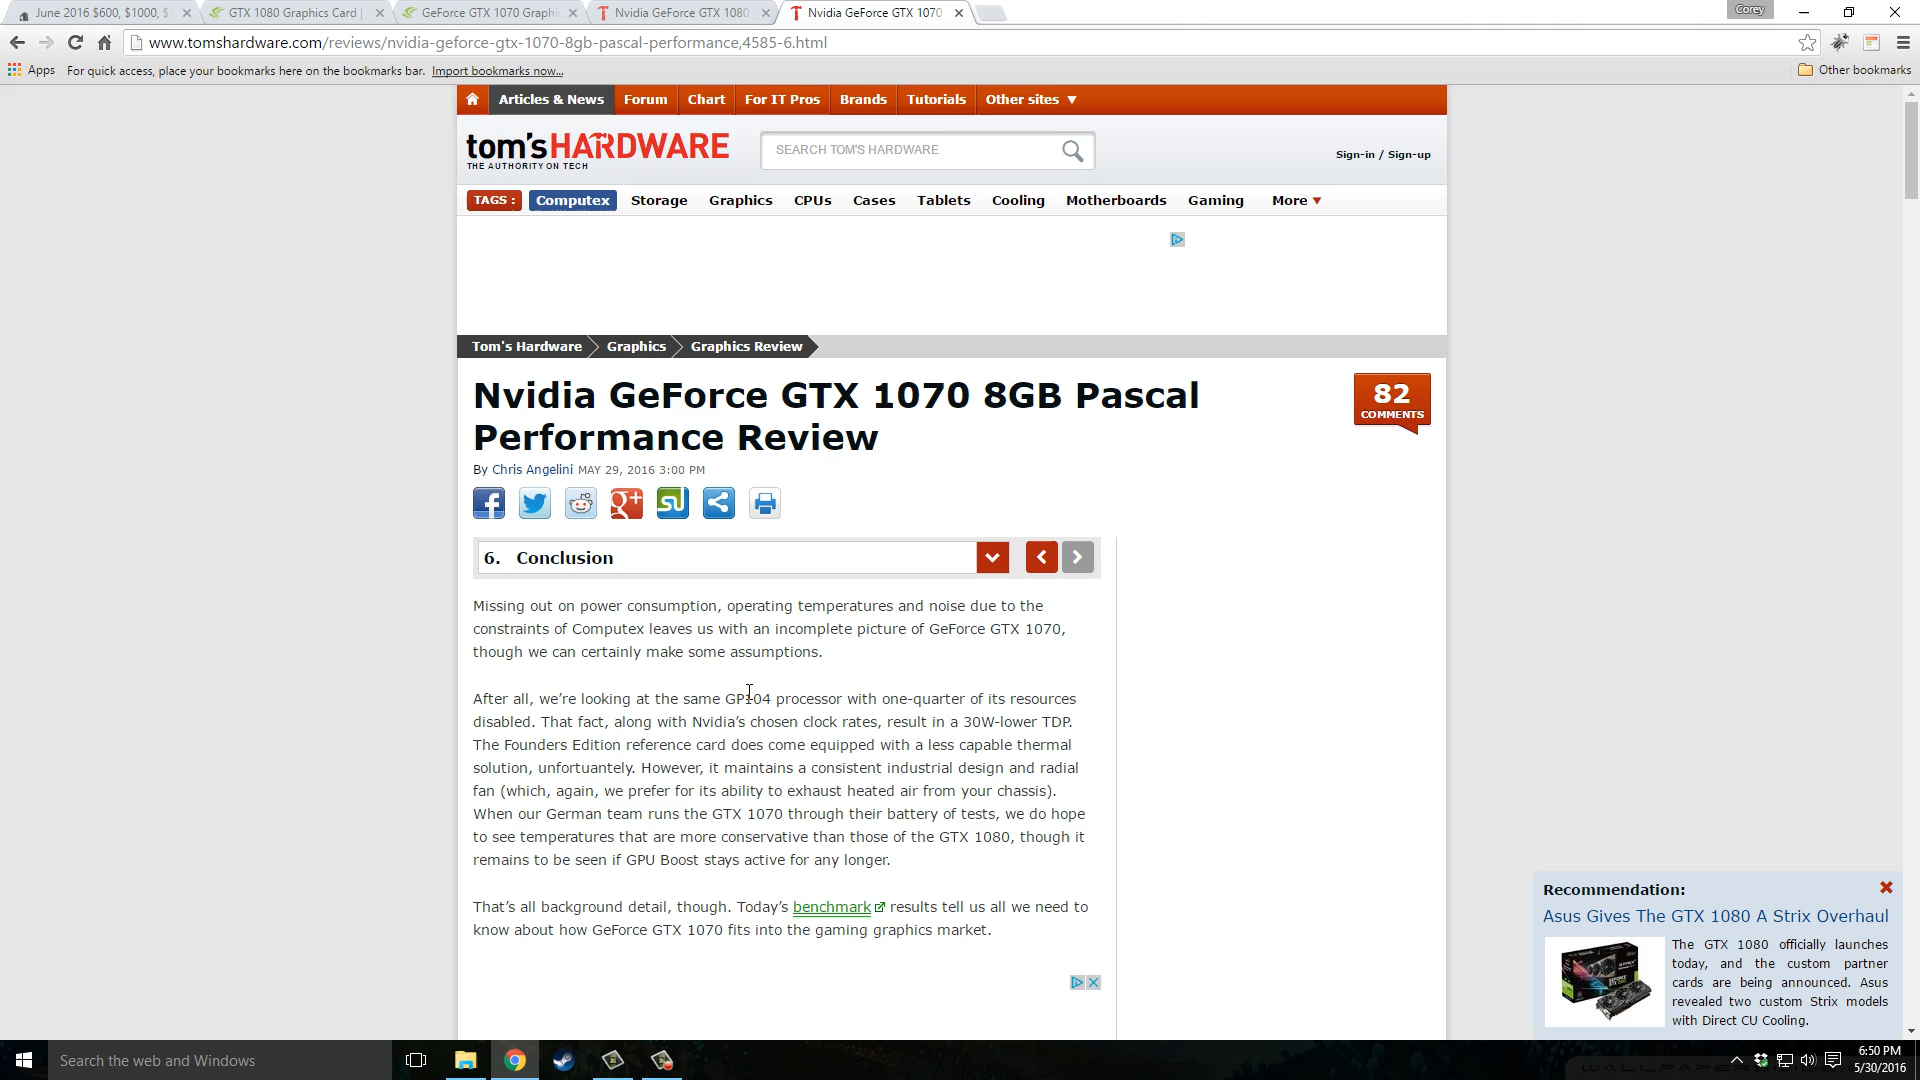 June 2016 $600, $1000, $
GTX 1080 Graphics Card |
GeForce GTX 1070 Graphi
Nvidia GeForce GTX 1080
Nvidia GeForce GTX 1070
Corey
www.tomshardware.com/reviews/nvidia-geforce-gtx-1070-8gb-pascal-performance,4585-6.html
Apps For quick access, place your bookmarks here on the bookmarks bar. Import bookmarks now... Other bookmarks
Articles & News Forum Chart For IT Pros Brands Tutorials Other sites ▼
tom's HARDWARE
THE AUTHORITY ON TECH
SEARCH TOM'S HARDWARE
Sign-in / Sign-up
TAGS : Computex Storage Graphics CPUs Cases Tablets Cooling Motherboards Gaming More ▼
Tom's Hardware Graphics Graphics Review
Nvidia GeForce GTX 1070 8GB Pascal
Performance Review
82
COMMENTS
By Chris Angelini MAY 29, 2016 3:00 PM
6. Conclusion
Missing out on power consumption, operating temperatures and noise due to the
constraints of Computex leaves us with an incomplete picture of GeForce GTX 1070,
though we can certainly make some assumptions.
After all, we’re looking at the same GP104 processor with one-quarter of its resources
disabled. That fact, along with Nvidia’s chosen clock rates, result in a 30W-lower TDP.
The Founders Edition reference card does come equipped with a less capable thermal
solution, unfortuantely. However, it maintains a consistent industrial design and radial
fan (which, again, we prefer for its ability to exhaust heated air from your chassis).
When our German team runs the GTX 1070 through their battery of tests, we do hope
to see temperatures that are more conservative than those of the GTX 1080, though it
remains to be seen if GPU Boost stays active for any longer.
That’s all background detail, though. Today’s benchmark results tell us all we need to
know about how GeForce GTX 1070 fits into the gaming graphics market.
Recommendation:
Asus Gives The GTX 1080 A Strix Overhaul
The GTX 1080 officially launches
today, and the custom partner
cards are being announced. Asus
revealed two custom Strix models
with Direct CU Cooling.
Search the web and Windows
6:50 PM
5/30/2016